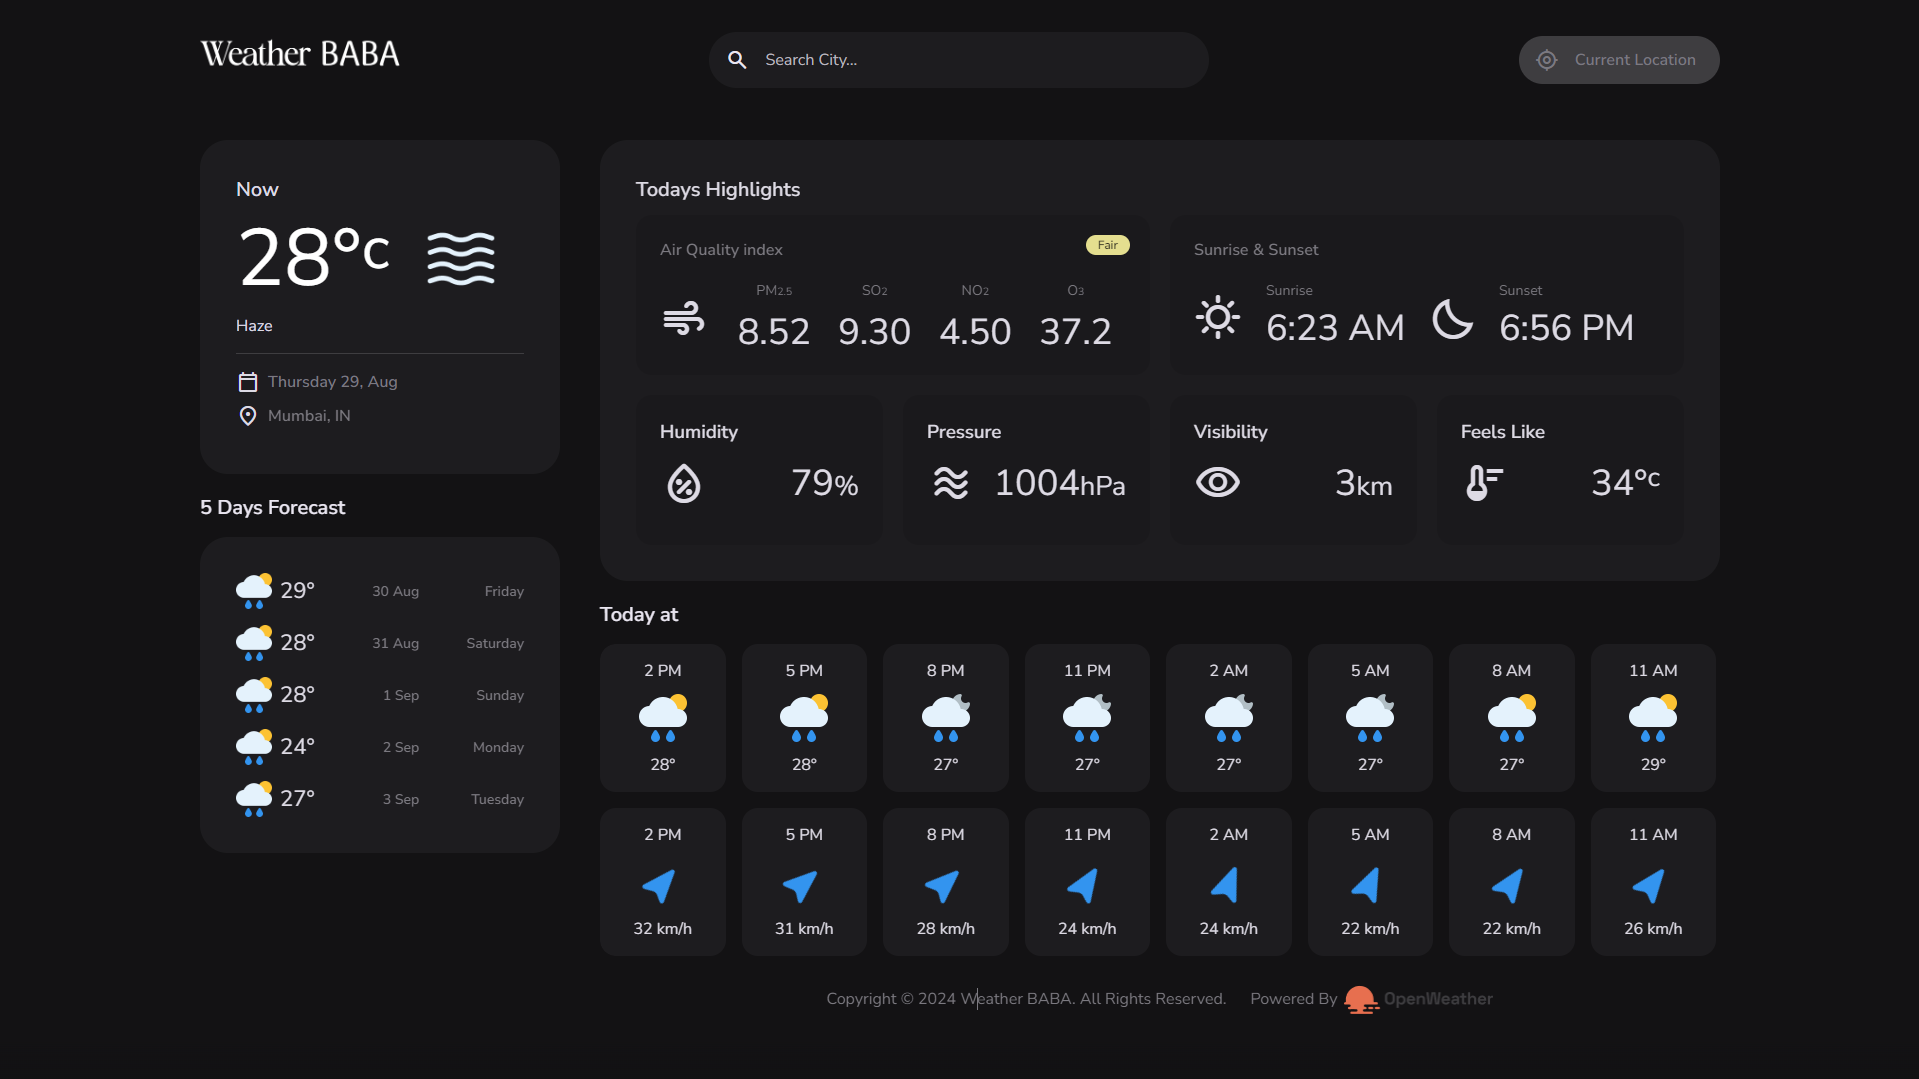 Weather BABA
Search City...
Current Location
Now
28°c
Haze
Thursday 29, Aug
Mumbai, IN
5 Days Forecast
29° 30 Aug Friday
28° 31 Aug Saturday
28° 1 Sep Sunday
24° 2 Sep Monday
27° 3 Sep Tuesday
Todays Highlights
Air Quality index Fair
PM2.5 SO2 NO2 O3
8.52 9.30 4.50 37.2
Sunrise & Sunset
Sunrise Sunset
6:23 AM 6:56 PM
Humidity
79%
Pressure
1004hPa
Visibility
3km
Feels Like
34°c
Today at
2 PM 5 PM 8 PM 11 PM 2 AM 5 AM 8 AM 11 AM
28° 28° 27° 27° 27° 27° 27° 29°
2 PM 5 PM 8 PM 11 PM 2 AM 5 AM 8 AM 11 AM
32 km/h 31 km/h 28 km/h 24 km/h 24 km/h 22 km/h 22 km/h 26 km/h
Copyright © 2024 Weather BABA. All Rights Reserved. Powered By OpenWeather